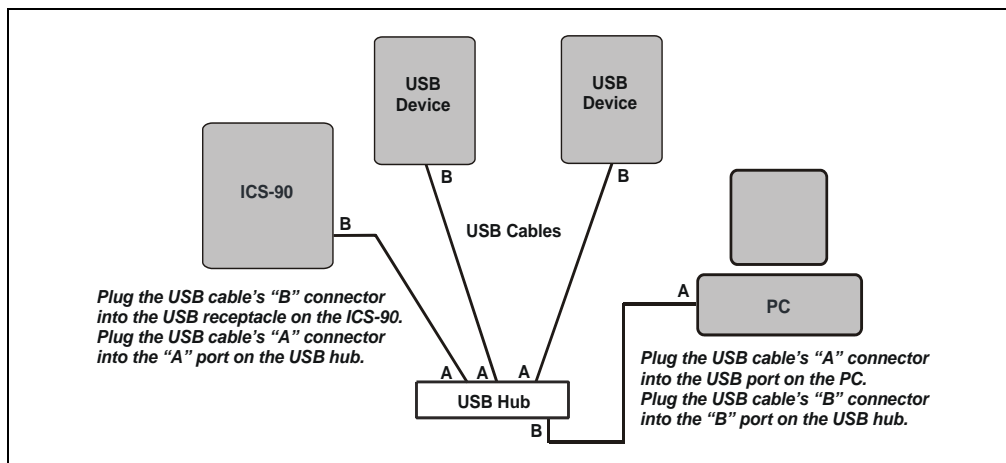 USB
Device
USB
Device
ICS-90
B
B
B
USB Cables
Plug the USB cable's “B” connector
into the USB receptacle on the ICS-90.
Plug the USB cable's “A” connector
into the “A” port on the USB hub.
A
PC
Plug the USB cable's “A” connector
into the USB port on the PC.
Plug the USB cable's “B” connector
into the “B” port on the USB hub.
A
A
A
USB Hub
B